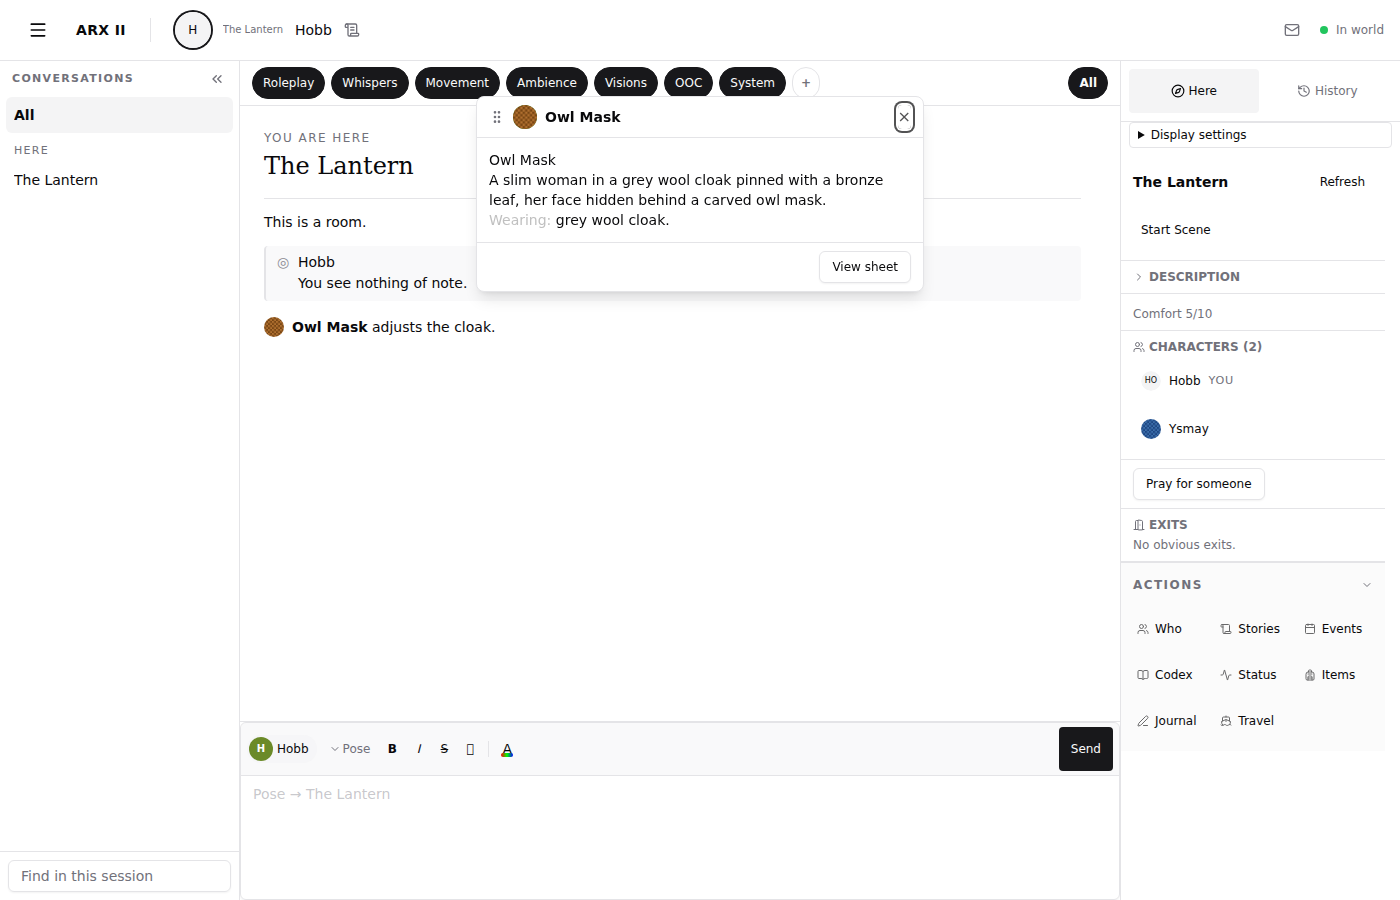 ARX II
H
The Lantern
Hobb
In world
CONVERSATIONS
All
HERE
The Lantern
Find in this session
Roleplay
Whispers
Movement
Ambience
Visions
OOC
System
+
All
YOU ARE HERE
The Lantern
This is a room.
Hobb
You see nothing of note.
Owl Mask adjusts the cloak.
Owl Mask
Owl Mask
A slim woman in a grey wool cloak pinned with a bronze
leaf, her face hidden behind a carved owl mask.
Wearing: grey wool cloak.
View sheet
H
Hobb
Pose
B
I
S
A
Send
Pose → The Lantern
Here
History
Display settings
The Lantern
Refresh
Start Scene
DESCRIPTION
Comfort 5/10
CHARACTERS (2)
HO
Hobb YOU
Ysmay
Pray for someone
EXITS
No obvious exits.
ACTIONS
Who
Stories
Events
Codex
Status
Items
Journal
Travel